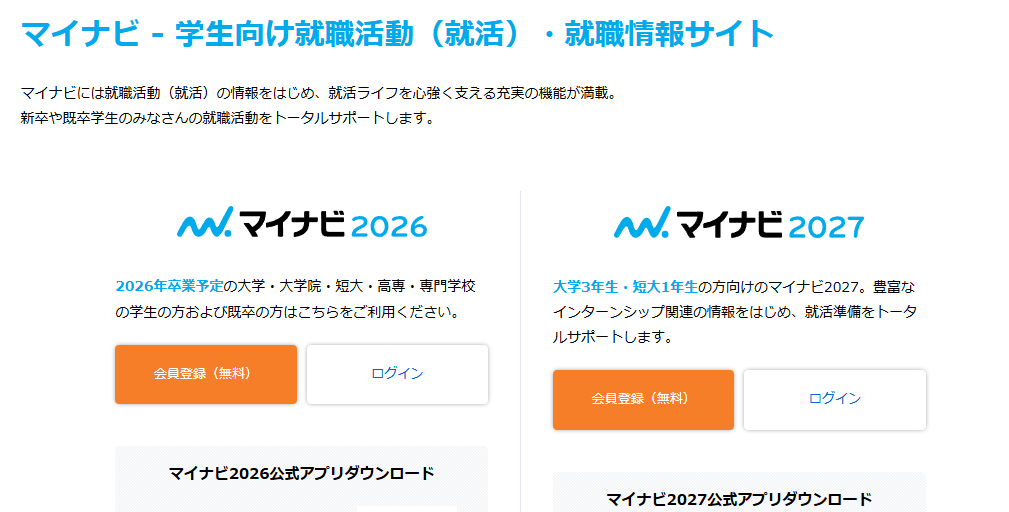 マイナビ - 学生向け就職活動（就活）・就職情報サイト
マイナビには就職活動（就活）の情報をはじめ、就活ライフを心強く支える充実の機能が満載。
新卒や既卒学生のみなさんの就職活動をトータルサポートします。
マイナビ 2026
2026年卒業予定の大学・大学院・短大・高専・専門学校
の学生の方および既卒の方はこちらをご利用ください。
会員登録（無料）
ログイン
マイナビ2026公式アプリダウンロード
マイナビ 2027
大学3年生・短大1年生の方向けのマイナビ2027。豊富な
インターンシップ関連の情報をはじめ、就活準備をトータ
ルサポートします。
会員登録（無料）
ログイン
マイナビ2027公式アプリダウンロード